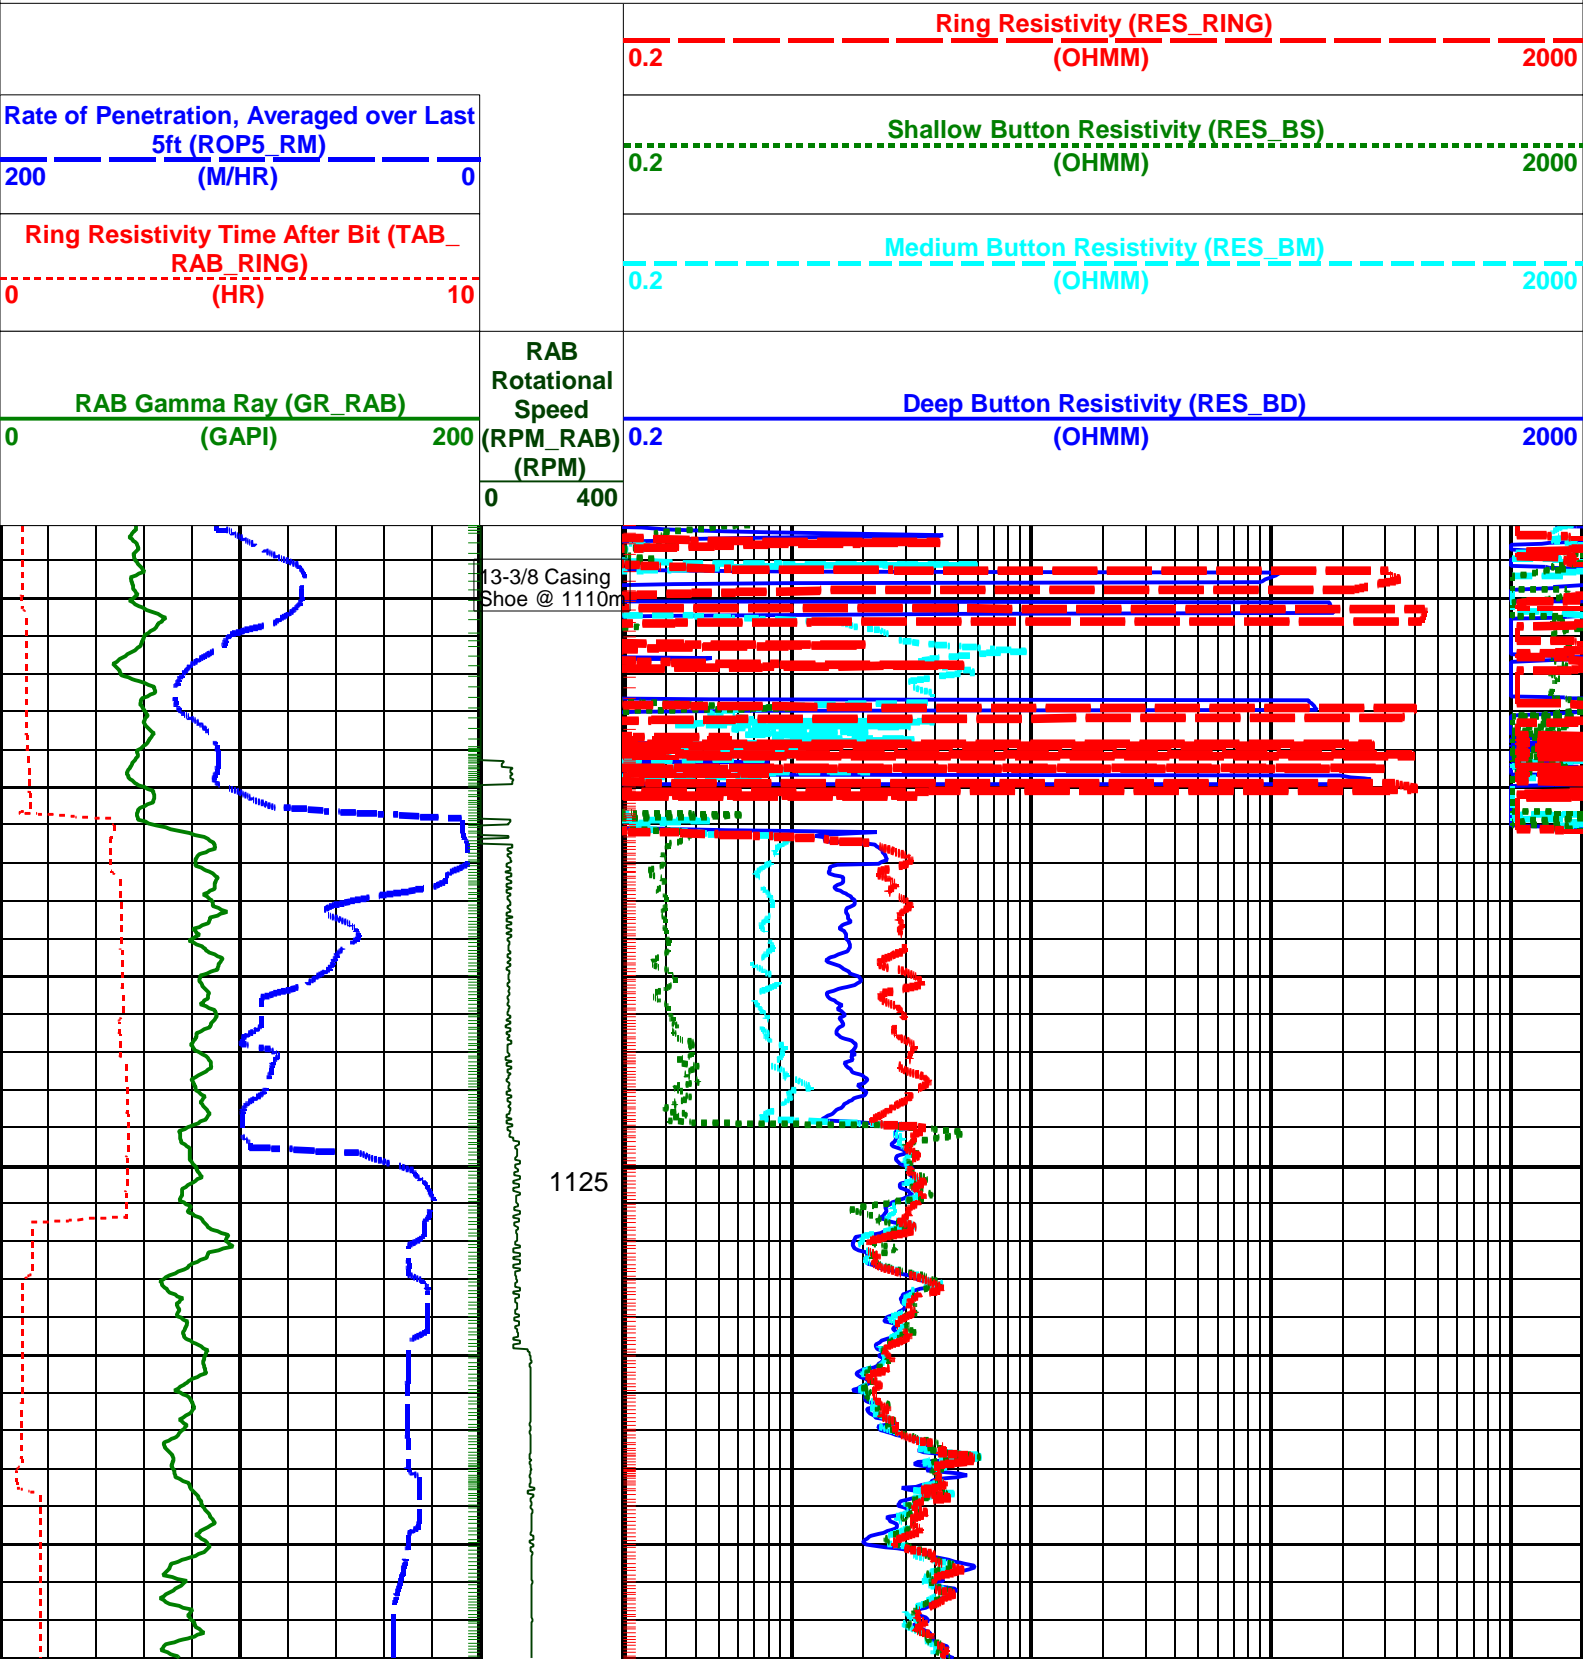 Ring Resistivity (RES_RING)
0.2 (OHMM) 2000
Rate of Penetration, Averaged over Last
5ft (ROP5_RM)
200 (M/HR) 0
Shallow Button Resistivity (RES_BS)
0.2 (OHMM) 2000
Ring Resistivity Time After Bit (TAB_
RAB_RING)
0 (HR) 10
Medium Button Resistivity (RES_BM)
0.2 (OHMM) 2000
RAB Gamma Ray (GR_RAB)
0 (GAPI) 200
RAB
Rotational
Speed
(RPM_RAB)
(RPM)
0 400
Deep Button Resistivity (RES_BD)
0.2 (OHMM) 2000
13-3/8 Casing
Shoe @ 1110m
1125